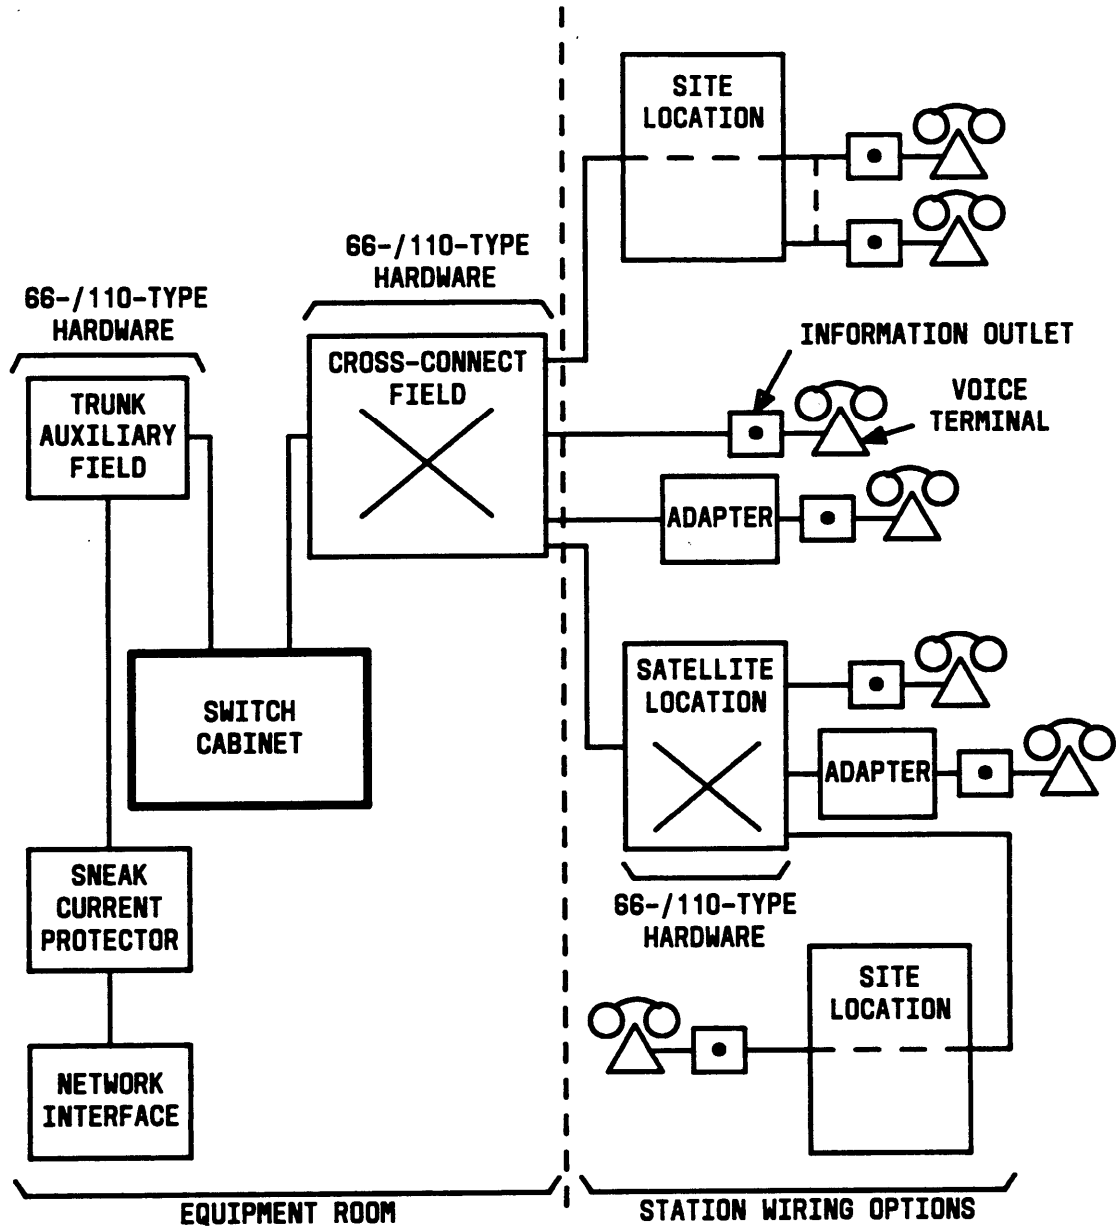 SITE
LOCATION
66-/110-TYPE
HARDWARE
66-/110-TYPE
HARDWARE
INFORMATION OUTLET
CROSS-CONNECT
FIELD
VOICE
TERMINAL
TRUNK
AUXILIARY
FIELD
ADAPTER
SATELLITE
LOCATION
SWITCH
CABINET
ADAPTER
SNEAK
CURRENT
PROTECTOR
66-/110-TYPE
HARDWARE
SITE
LOCATION
NETWORK
INTERFACE
EQUIPMENT ROOM
STATION WIRING OPTIONS